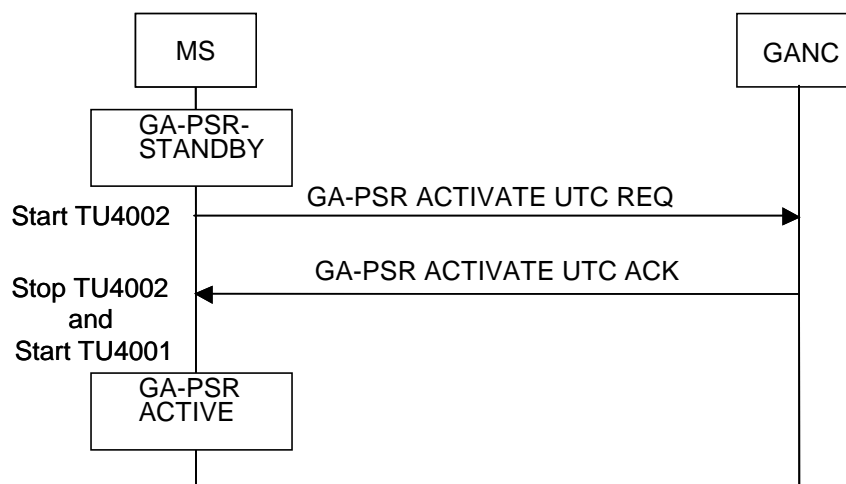 MS
GANC
GA-PSR-
STANDBY
Start TU4002
GA-PSR ACTIVATE UTC REQ
GA-PSR ACTIVATE UTC ACK
Stop TU4002
and
Start TU4001
GA-PSR
ACTIVE